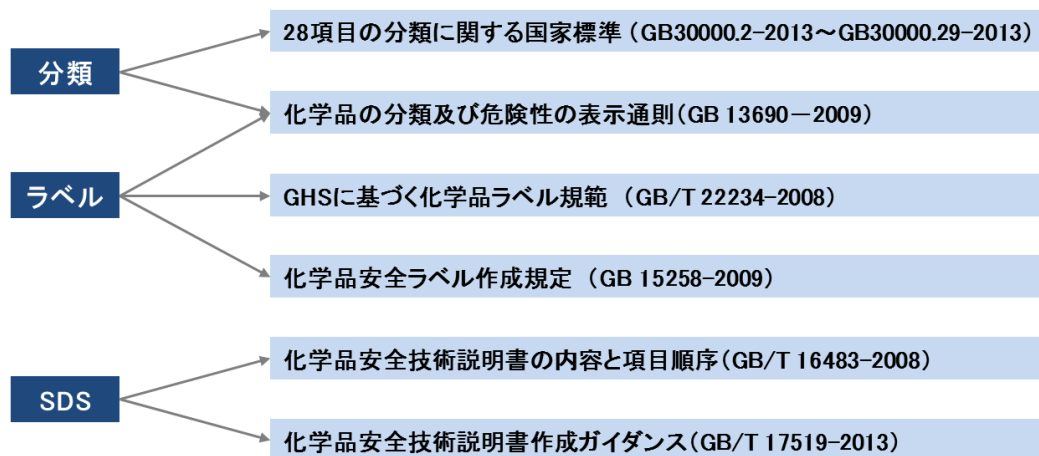 28項目の分類に関する国家標準（GB30000.2-2013～GB30000.29-2013）
分類
化学品の分類及び危険性の表示通則（GB 13690－2009）
ラベル
GHSに基づく化学品ラベル規範 （GB/T 22234-2008）
化学品安全ラベル作成規定 （GB 15258-2009）
化学品安全技術説明書の内容と項目順序（GB/T 16483-2008）
SDS
化学品安全技術説明書作成ガイダンス（GB/T 17519-2013）